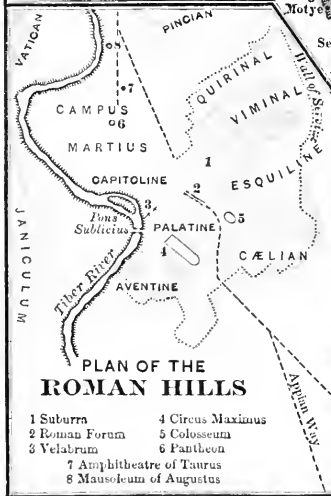 Motye
Se
PINCIAN
VATICAN
8
QUIRINAL
VIMINAL
Wall of Servius
7
CAMPUS
6
MARTIUS
1
ESQUILINE
CAPITOLINE
2
3
5
Pons
Sublicius
PALATINE
4
JANICULUM
CÆLIAN
Tiber River
AVENTINE
Appian Way
PLAN OF THE
ROMAN HILLS
1 Suburra 4 Circus Maximus
2 Roman Forum 5 Colosseum
3 Velabrum 6 Pantheon
7 Amphitheatre of Taurus
8 Mausoleum of Augustus